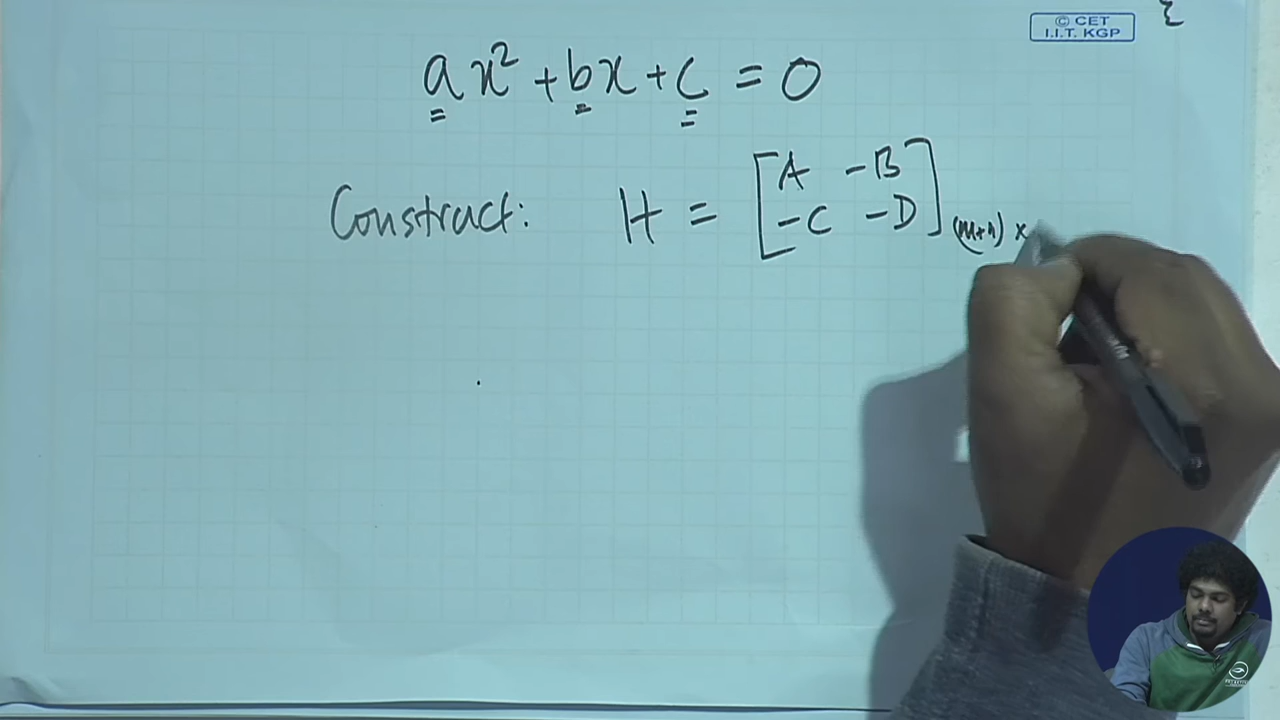 © CET
I.I.T. KGP
ax² + bx + c = 0
Construct: H = [A -B
-C -D](m+n) ×